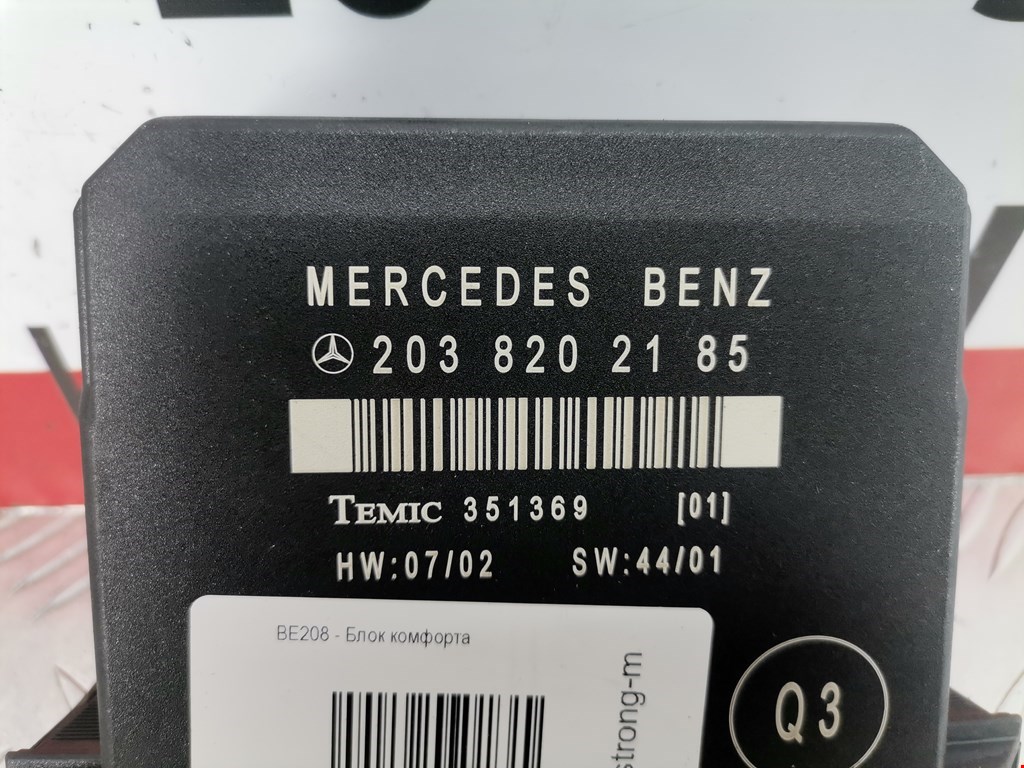 MERCEDES BENZ
203 820 21 85
TEMIC 351369 [01]
HW:07/02 SW:44/01
BE208 - Блок комфорта
strong-m
Q3